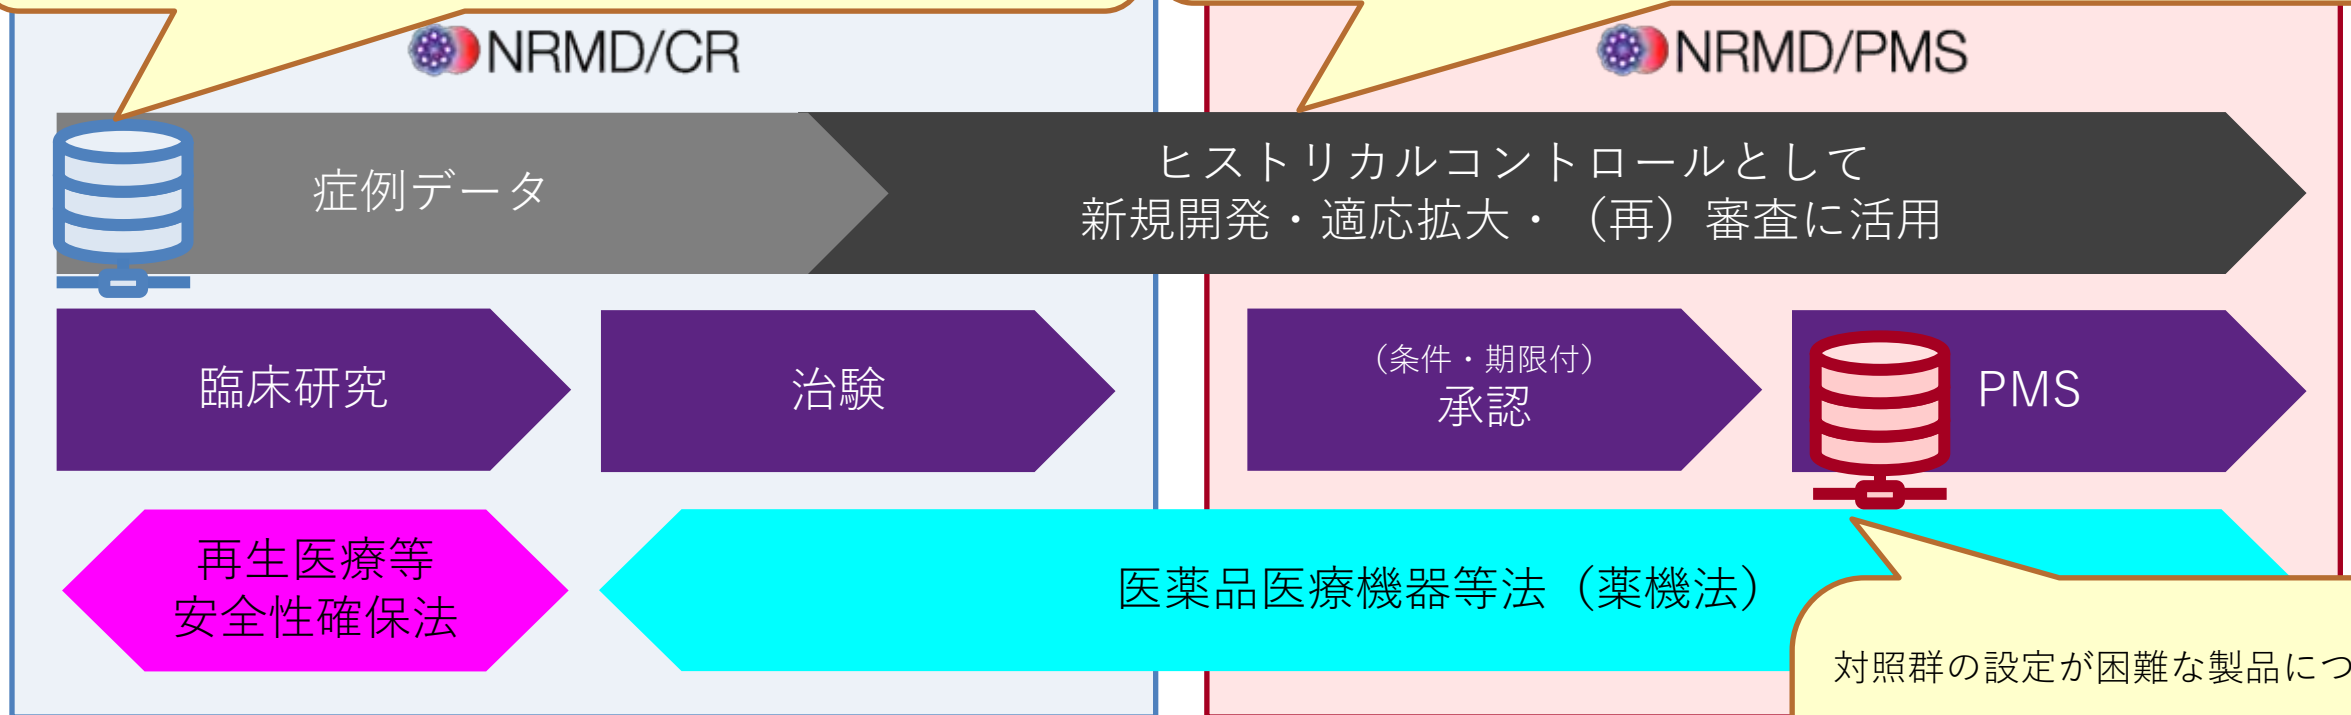 NRMD/CR
NRMD/PMS
症例データ
ヒストリカルコントロールとして
新規開発・適応拡大・（再）審査に活用
臨床研究
治験
（条件・期限付）
承認
PMS
再生医療等
安全性確保法
医薬品医療機器等法（薬機法）
対照群の設定が困難な製品につ